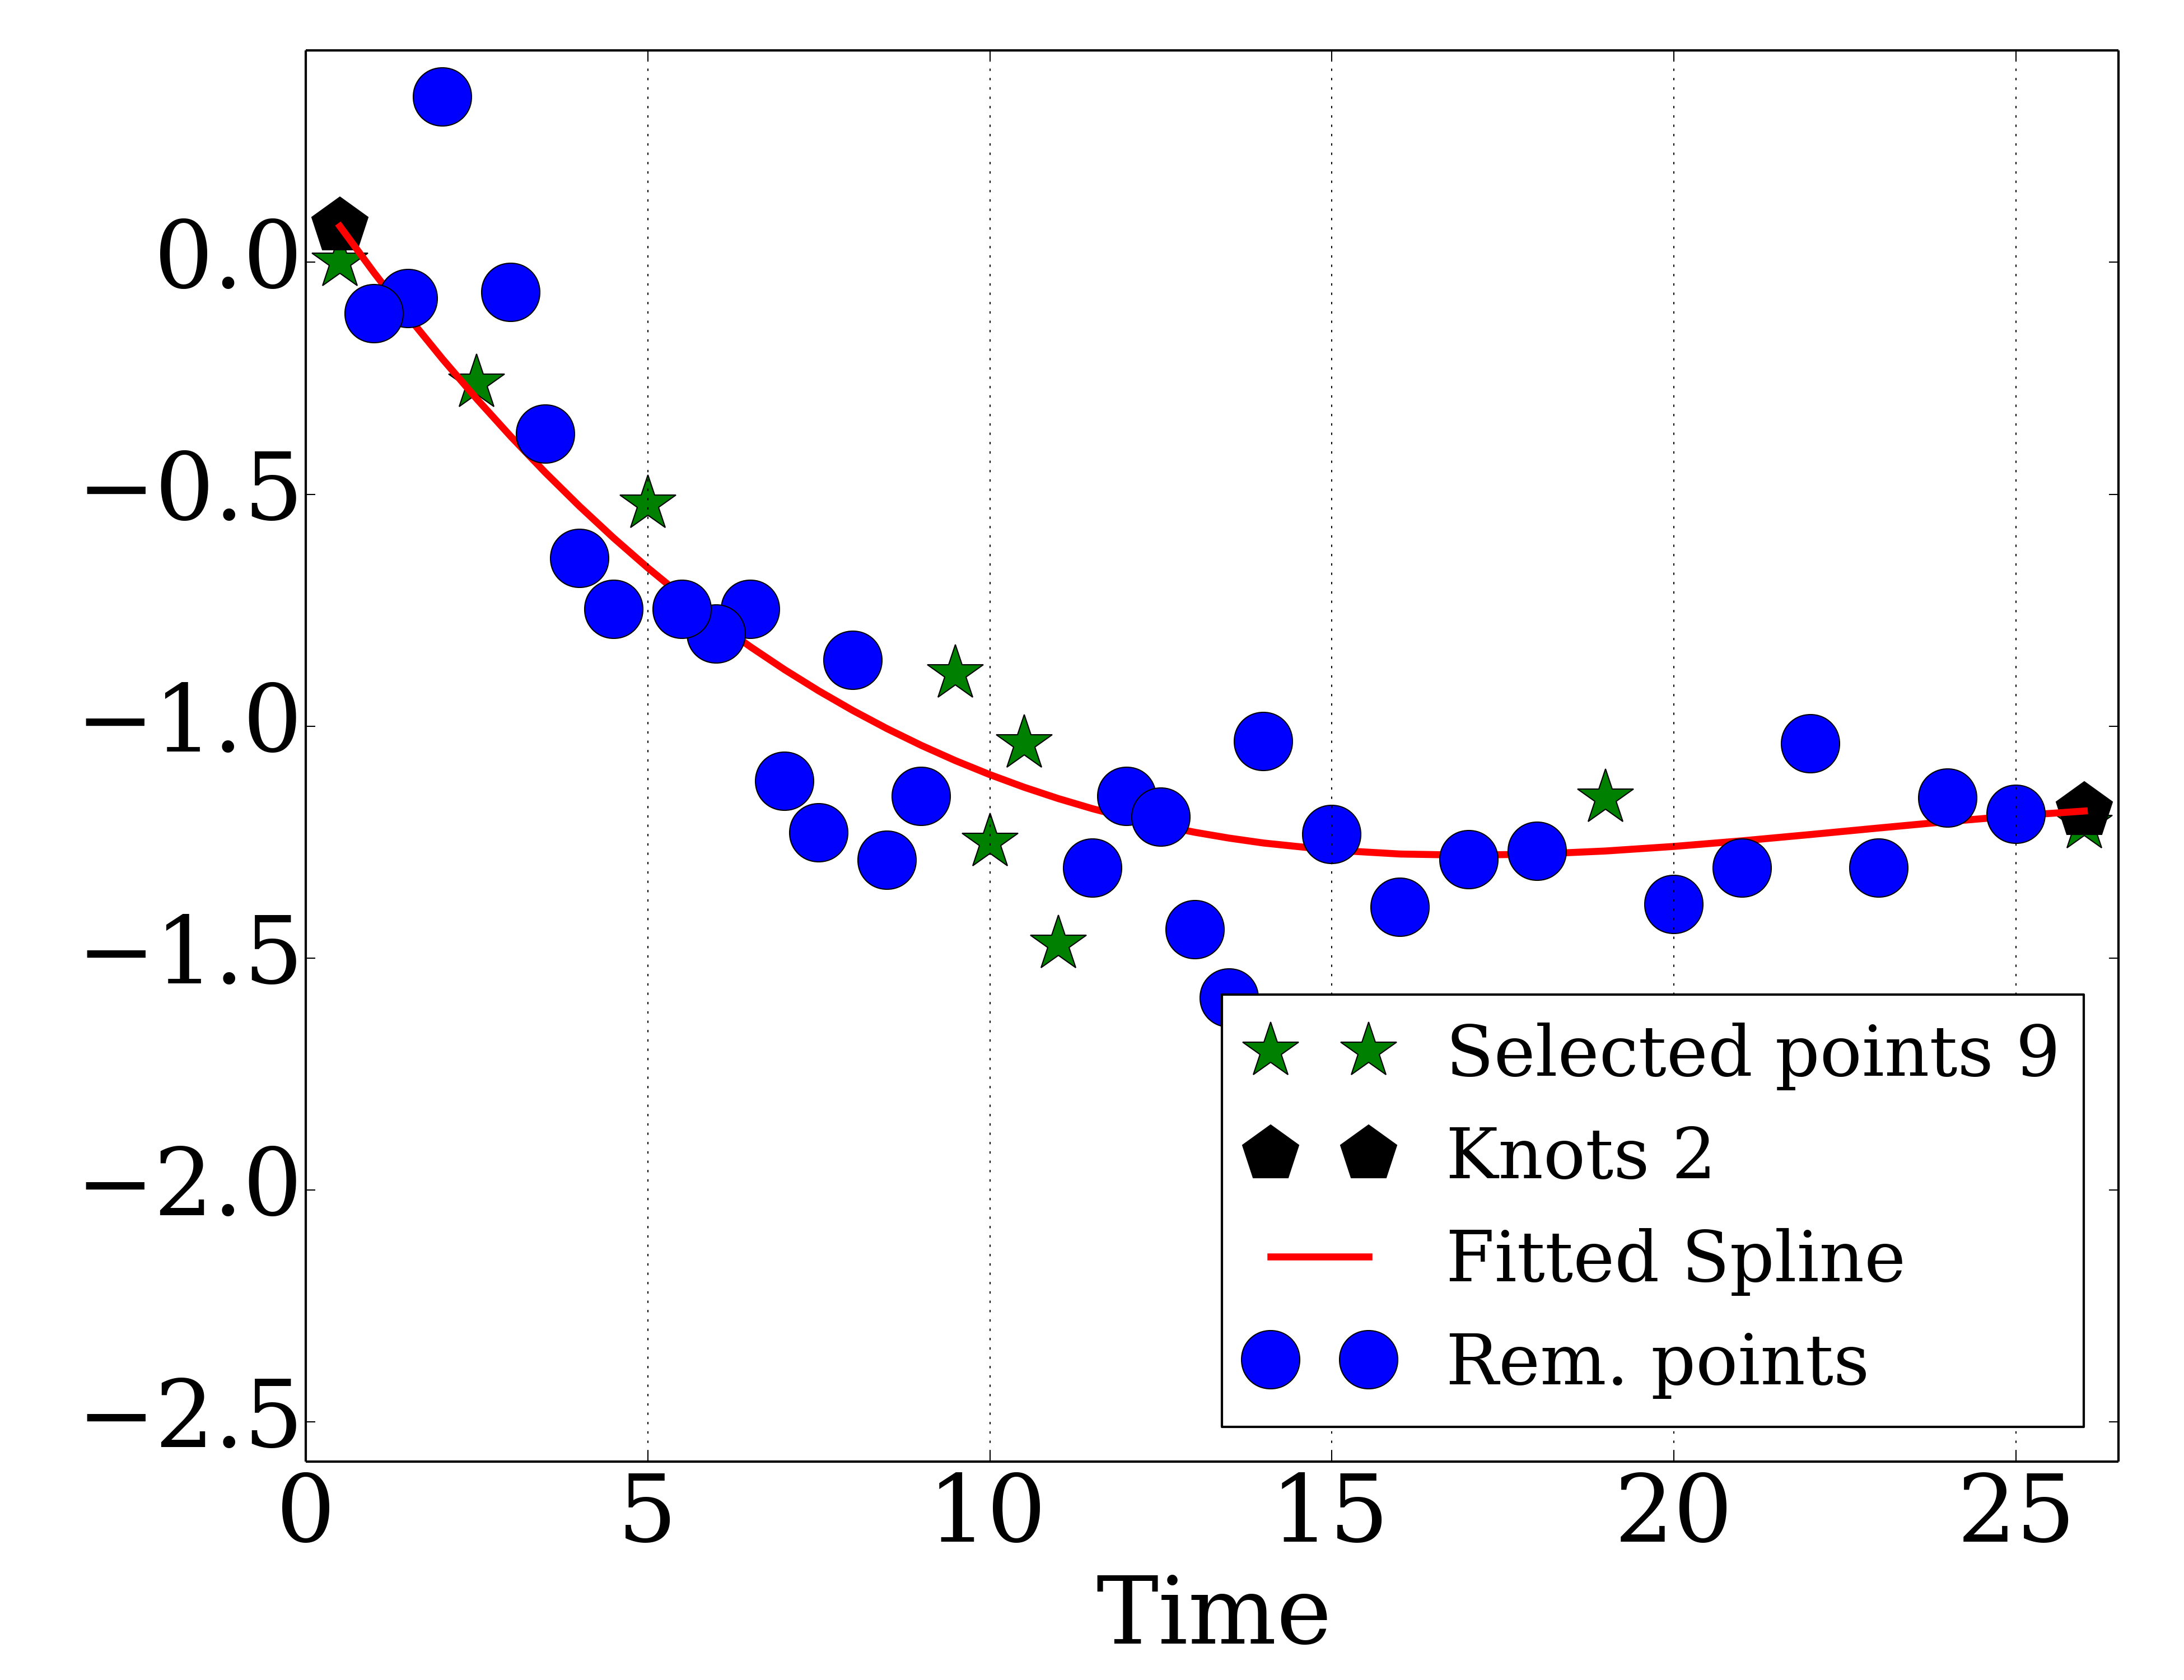 0.0
−0.5
−1.0
−1.5
−2.0
−2.5
Selected points 9
Knots 2
Fitted Spline
Rem. points
0 5 10 15 20 25
Time